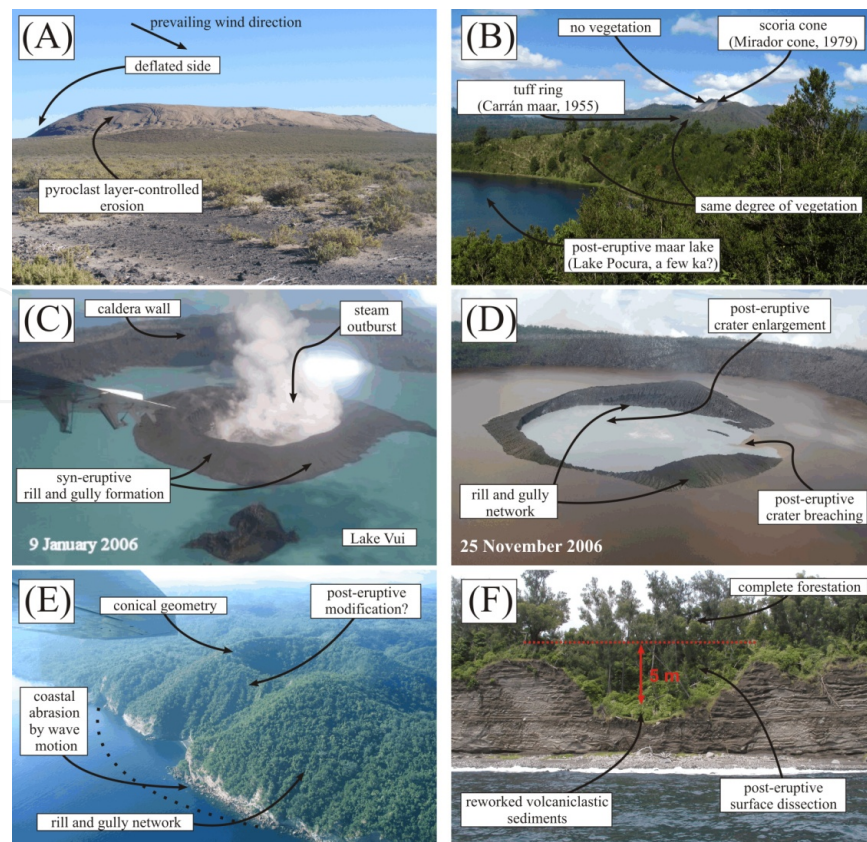 (A)
prevailing wind direction
deflated side
pyroclast layer-controlled
erosion
(B)
no vegetation
scoria cone
(Mirador cone, 1979)
tuff ring
(Carrán maar, 1955)
same degree of vegetation
post-eruptive maar lake
(Lake Pocura, a few ka?)
(C)
caldera wall
steam
outburst
syn-eruptive
rill and gully formation
9 January 2006
Lake Vui
(D)
post-eruptive
crater enlargement
rill and gully
network
post-eruptive
crater breaching
25 November 2006
(E)
conical geometry
post-eruptive
modification?
coastal
abrasion
by wave
motion
rill and gully network
(F)
complete forestation
5 m
reworked volcaniclastic
sediments
post-eruptive
surface dissection